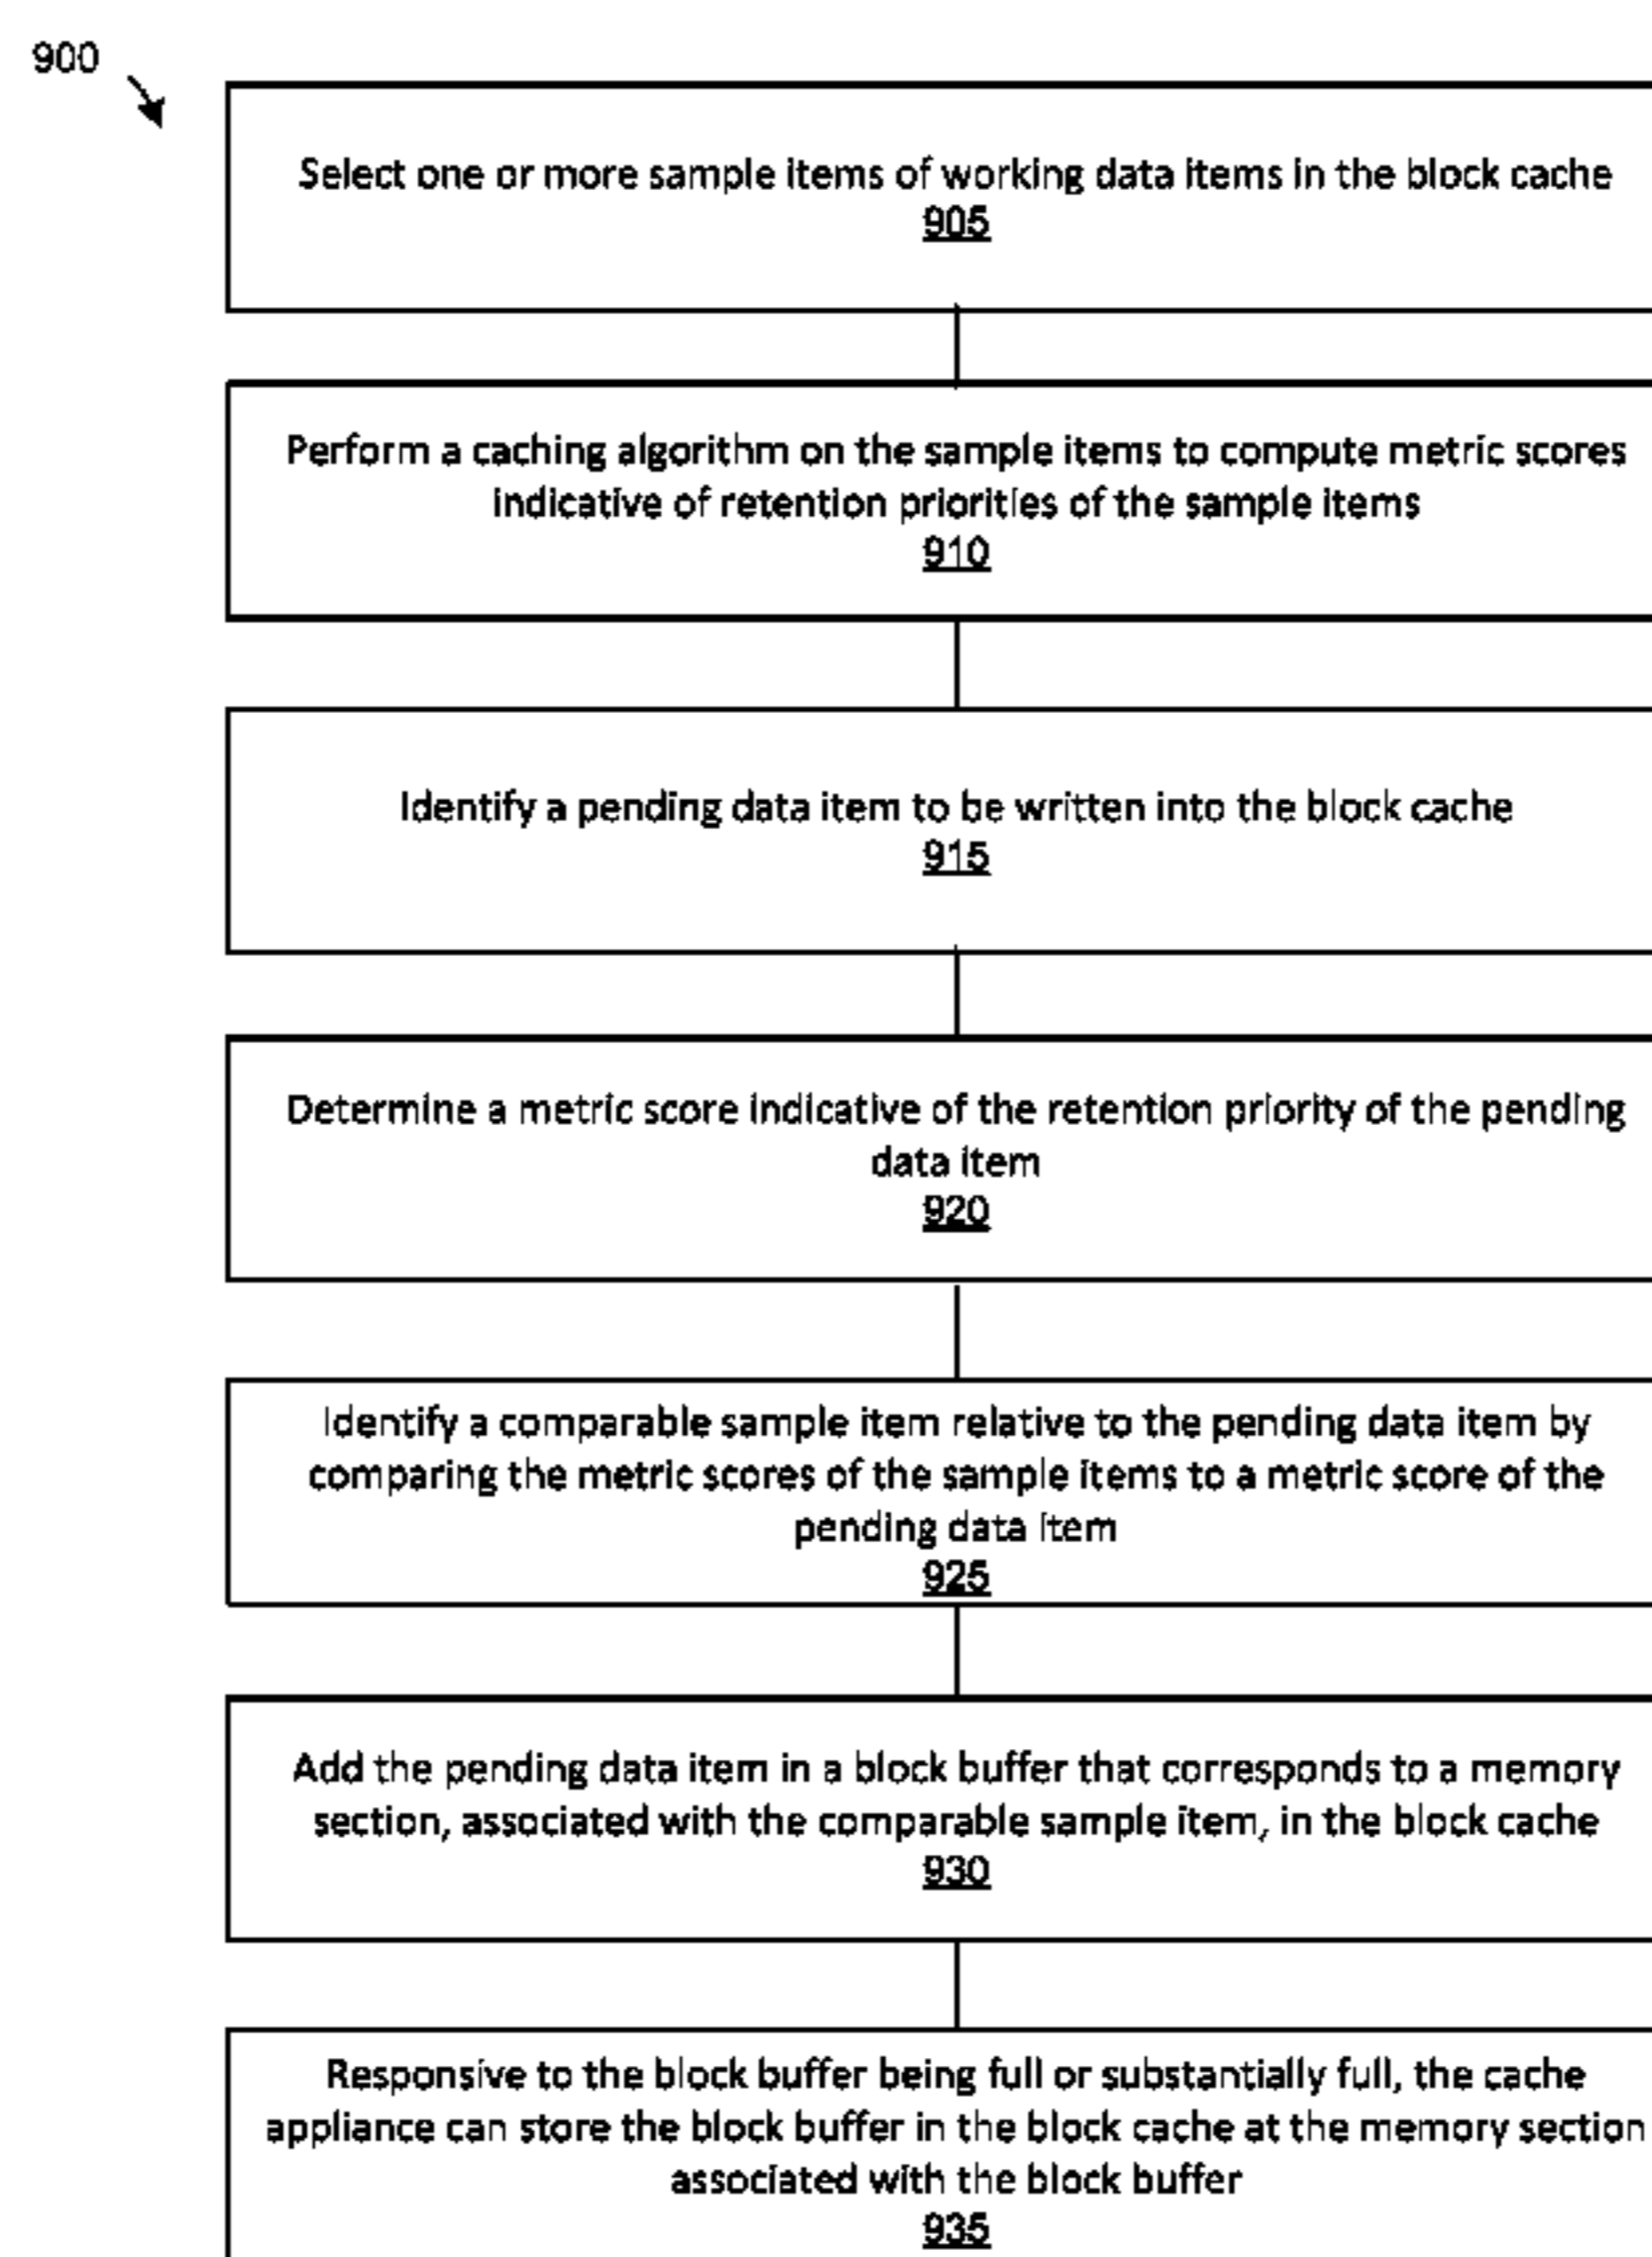 900
Select one or more sample items of working data items in the block cache
905
Perform a caching algorithm on the sample items to compute metric scores
indicative of retention priorities of the sample items
910
Identify a pending data item to be written into the block cache
915
Determine a metric score indicative of the retention priority of the pending
data item
920
Identify a comparable sample item relative to the pending data item by
comparing the metric scores of the sample items to a metric score of the
pending data item
925
Add the pending data item in a block buffer that corresponds to a memory
section, associated with the comparable sample item, in the block cache
930
Responsive to the block buffer being full or substantially full, the cache
appliance can store the block buffer in the block cache at the memory section
associated with the block buffer
935